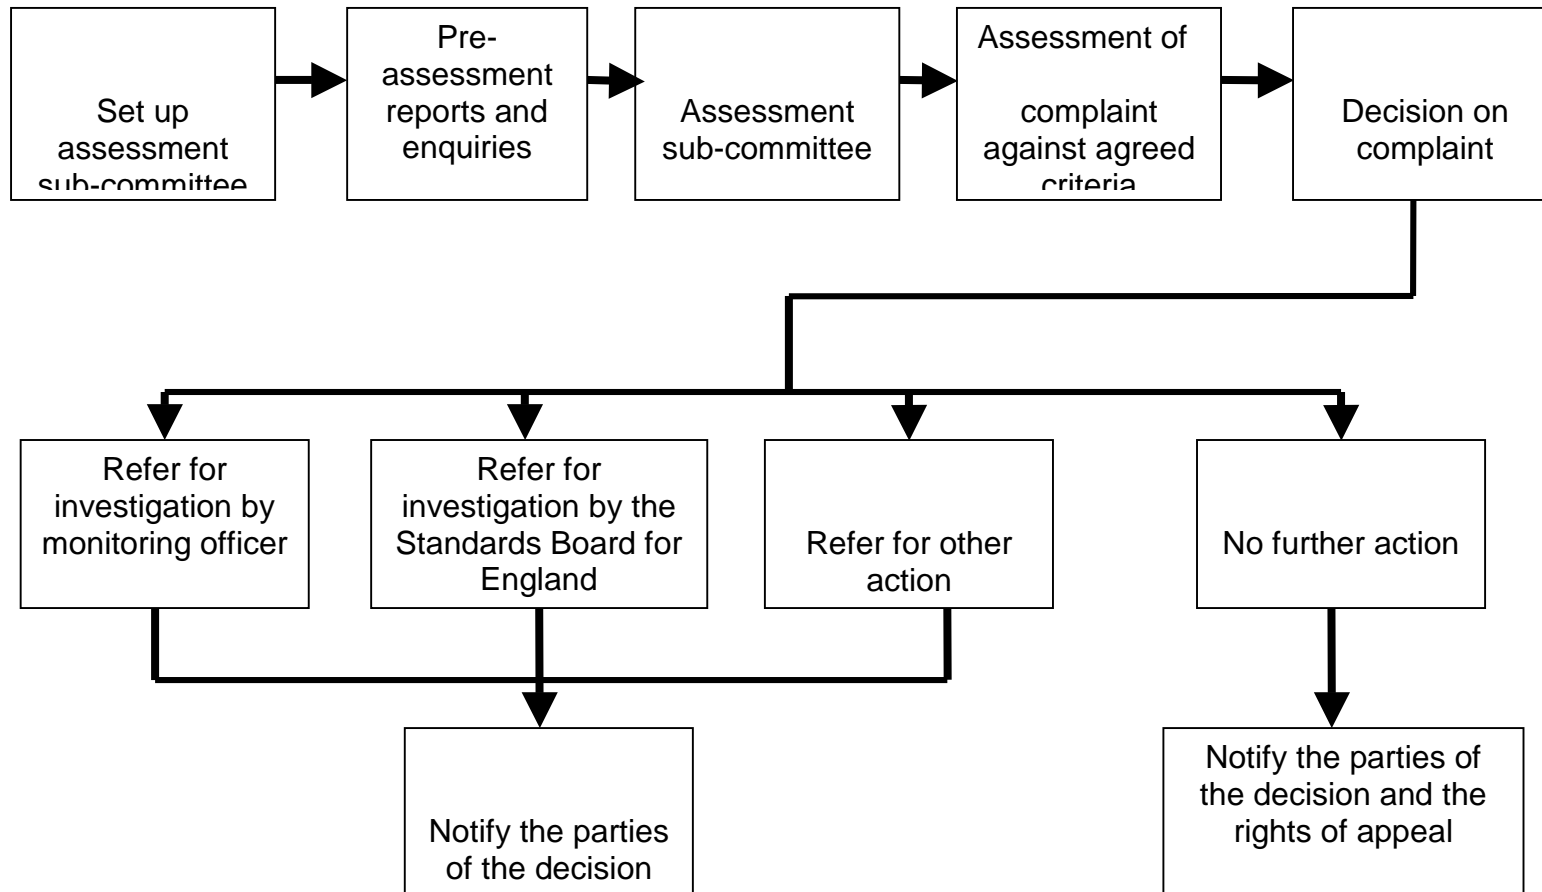 Set up
assessment
sub-committee
Pre-
assessment
reports and
enquiries
Assessment
sub-committee
Assessment of
complaint
against agreed
criteria
Decision on
complaint
Refer for
investigation by
monitoring officer
Refer for
investigation by the
Standards Board for
England
Refer for other
action
No further action
Notify the parties
of the decision
Notify the parties of
the decision and the
rights of appeal